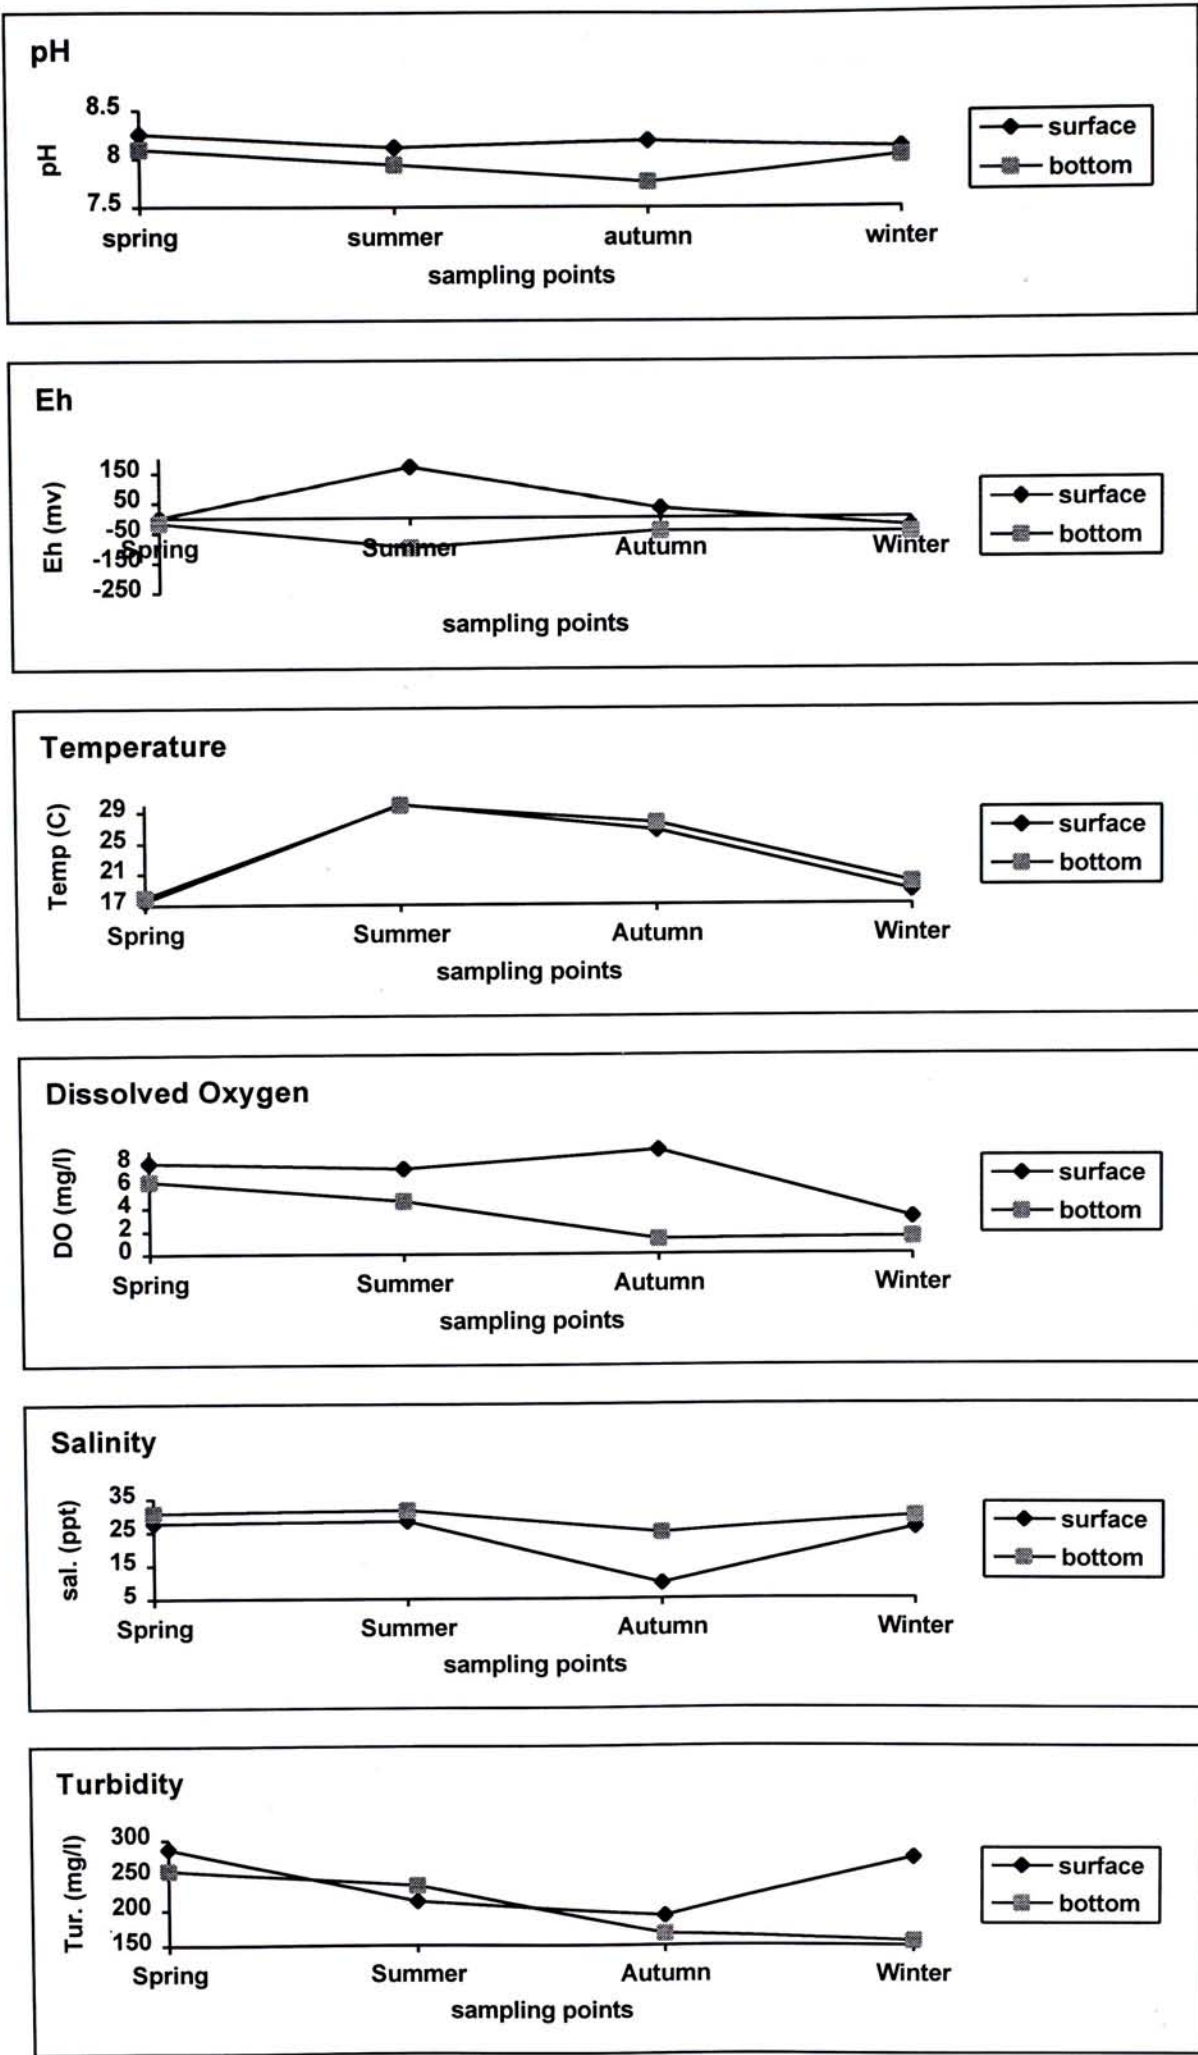 pH
8.5
8
7.5
pH
spring summer autumn winter
sampling points
surface
bottom
Eh
150
50
-50
-150
-250
Eh (mv)
Spring Summer Autumn Winter
sampling points
surface
bottom
Temperature
29
25
21
17
Temp (C)
Spring Summer Autumn Winter
sampling points
surface
bottom
Dissolved Oxygen
8
6
4
2
0
DO (mg/l)
Spring Summer Autumn Winter
sampling points
surface
bottom
Salinity
35
25
15
5
sal. (ppt)
Spring Summer Autumn Winter
sampling points
surface
bottom
Turbidity
300
250
200
150
Tur. (mg/l)
Spring Summer Autumn Winter
sampling points
surface
bottom